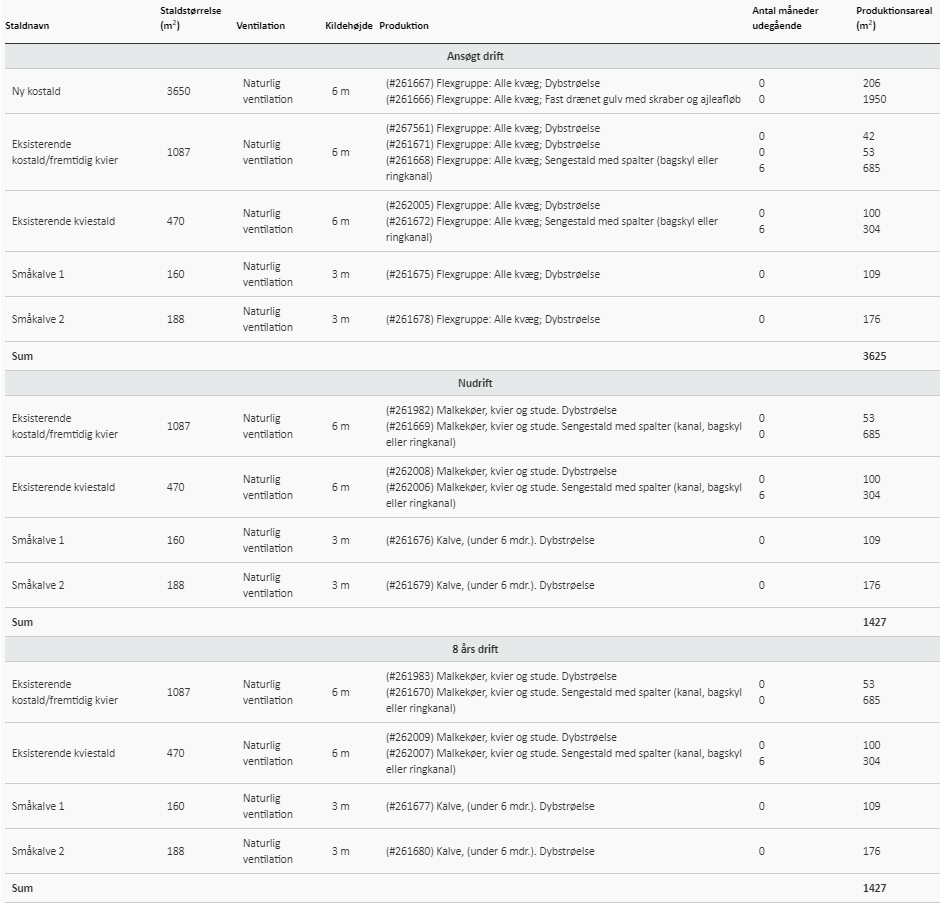 Staldnavn Staldstørrelse (m²) Ventilation Kildehøjde Produktion Antal måneder udegående Produktionsareal (m²)
Ansøgt drift
Ny kostald 3650 Naturlig ventilation 6 m (#261667) Flexgruppe: Alle kvæg; Dybstrøelse 0 206
(#261666) Flexgruppe: Alle kvæg; Fast drænet gulv med skraber og ajleafløb 0 1950
Eksisterende kostald/fremtidig kvier 1087 Naturlig ventilation 6 m (#267561) Flexgruppe: Alle kvæg; Dybstrøelse 0 42
(#261671) Flexgruppe: Alle kvæg; Dybstrøelse 0 53
(#261668) Flexgruppe: Alle kvæg; Sengestald med spalter (bagskyl eller ringkanal) 6 685
Eksisterende kviestald 470 Naturlig ventilation 6 m (#262005) Flexgruppe: Alle kvæg; Dybstrøelse 0 100
(#261672) Flexgruppe: Alle kvæg; Sengestald med spalter (bagskyl eller ringkanal) 6 304
Småkalve 1 160 Naturlig ventilation 3 m (#261675) Flexgruppe: Alle kvæg; Dybstrøelse 0 109
Småkalve 2 188 Naturlig ventilation 3 m (#261678) Flexgruppe: Alle kvæg; Dybstrøelse 0 176
Sum 3625
Nudrift
Eksisterende kostald/fremtidig kvier 1087 Naturlig ventilation 6 m (#261982) Malkekøer, kvier og stude. Dybstrøelse 0 53
(#261669) Malkekøer, kvier og stude. Sengestald med spalter (kanal, bagskyl eller ringkanal) 0 685
Eksisterende kviestald 470 Naturlig ventilation 6 m (#262008) Malkekøer, kvier og stude. Dybstrøelse 0 100
(#262006) Malkekøer, kvier og stude. Sengestald med spalter (kanal, bagskyl eller ringkanal) 6 304
Småkalve 1 160 Naturlig ventilation 3 m (#261676) Kalve, (under 6 mdr.). Dybstrøelse 0 109
Småkalve 2 188 Naturlig ventilation 3 m (#261679) Kalve, (under 6 mdr.). Dybstrøelse 0 176
Sum 1427
8 års drift
Eksisterende kostald/fremtidig kvier 1087 Naturlig ventilation 6 m (#261983) Malkekøer, kvier og stude. Dybstrøelse 0 53
(#261670) Malkekøer, kvier og stude. Sengestald med spalter (kanal, bagskyl eller ringkanal) 0 685
Eksisterende kviestald 470 Naturlig ventilation 6 m (#262009) Malkekøer, kvier og stude. Dybstrøelse 0 100
(#262007) Malkekøer, kvier og stude. Sengestald med spalter (kanal, bagskyl eller ringkanal) 6 304
Småkalve 1 160 Naturlig ventilation 3 m (#261677) Kalve, (under 6 mdr.). Dybstrøelse 0 109
Småkalve 2 188 Naturlig ventilation 3 m (#261680) Kalve, (under 6 mdr.). Dybstrøelse 0 176
Sum 1427